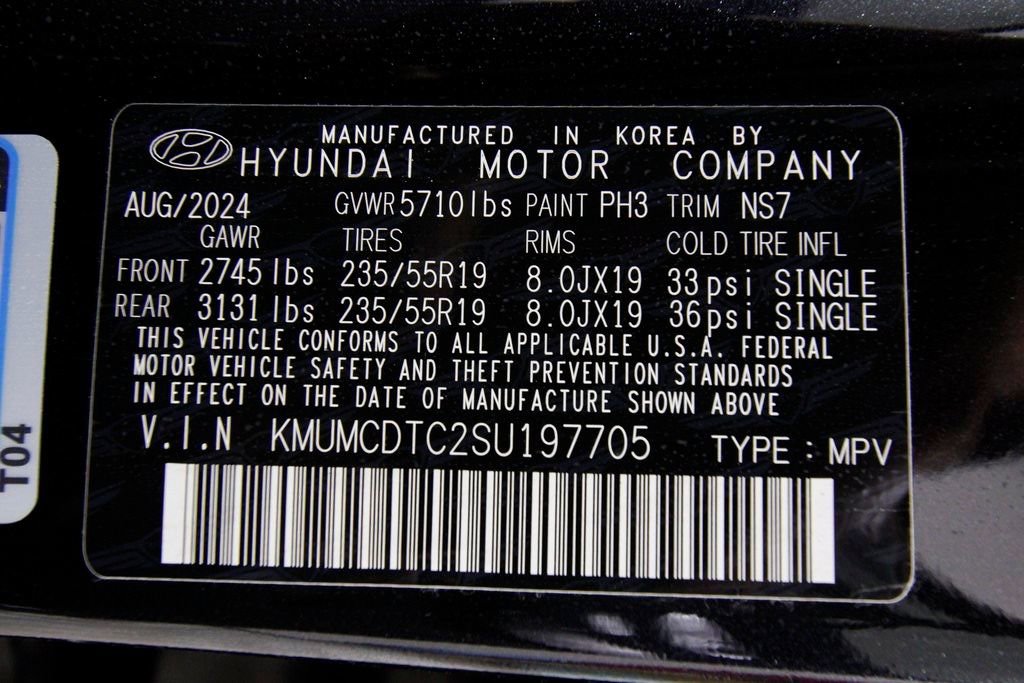 MANUFACTURED IN KOREA BY
HYUNDAI MOTOR COMPANY
AUG/2024 GVWR 5710lbs PAINT PH3 TRIM NS7
GAWR TIRES RIMS COLD TIRE INFL
FRONT 2745lbs 235/55R19 8.0JX19 33psi SINGLE
REAR 3131lbs 235/55R19 8.0JX19 36psi SINGLE
THIS VEHICLE CONFORMS TO ALL APPLICABLE U.S.A. FEDERAL
MOTOR VEHICLE SAFETY AND THEFT PREVENTION STANDARDS
IN EFFECT ON THE DATE OF MANUFACTURE SHOWN ABOVE
V.I.N KMUMCDTC2SU197705 TYPE : MPV
T04